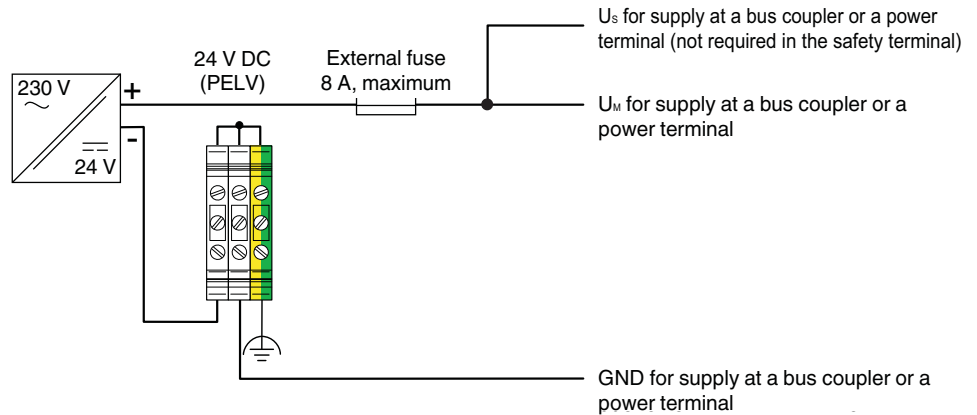 Us for supply at a bus coupler or a power
terminal (not required in the safety terminal)
24 V DC
(PELV)
External fuse
8 A, maximum
230 V
+
-
24 V
UM for supply at a bus coupler or a
power terminal
GND for supply at a bus coupler or a
power terminal